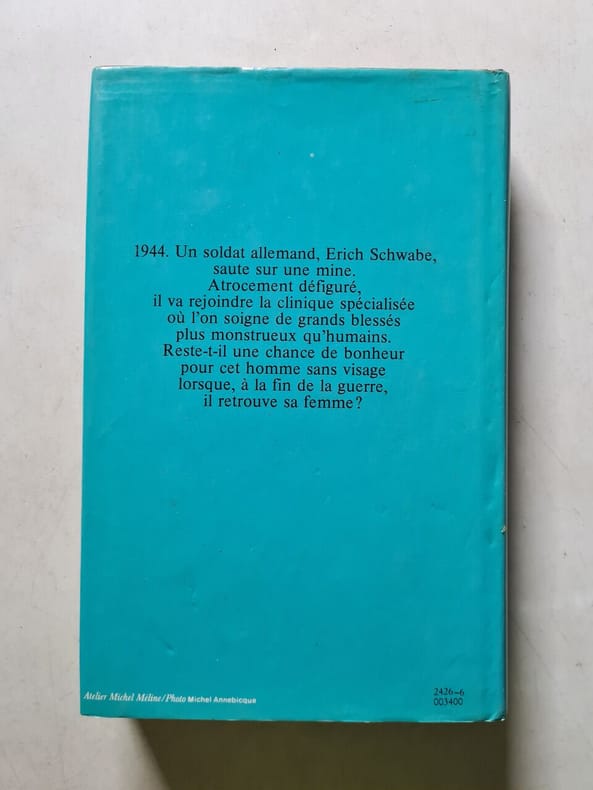 1944. Un soldat allemand, Erich Schwabe,
saute sur une mine.
Atrocement défiguré,
il va rejoindre la clinique spécialisée
où l'on soigne de grands blessés
plus monstrueux qu'humains.
Reste-t-il une chance de bonheur
pour cet homme sans visage
lorsque, à la fin de la guerre,
il retrouve sa femme ?
Atelier Michel Méline/Photo Michel Annebicque
2426-6
003400